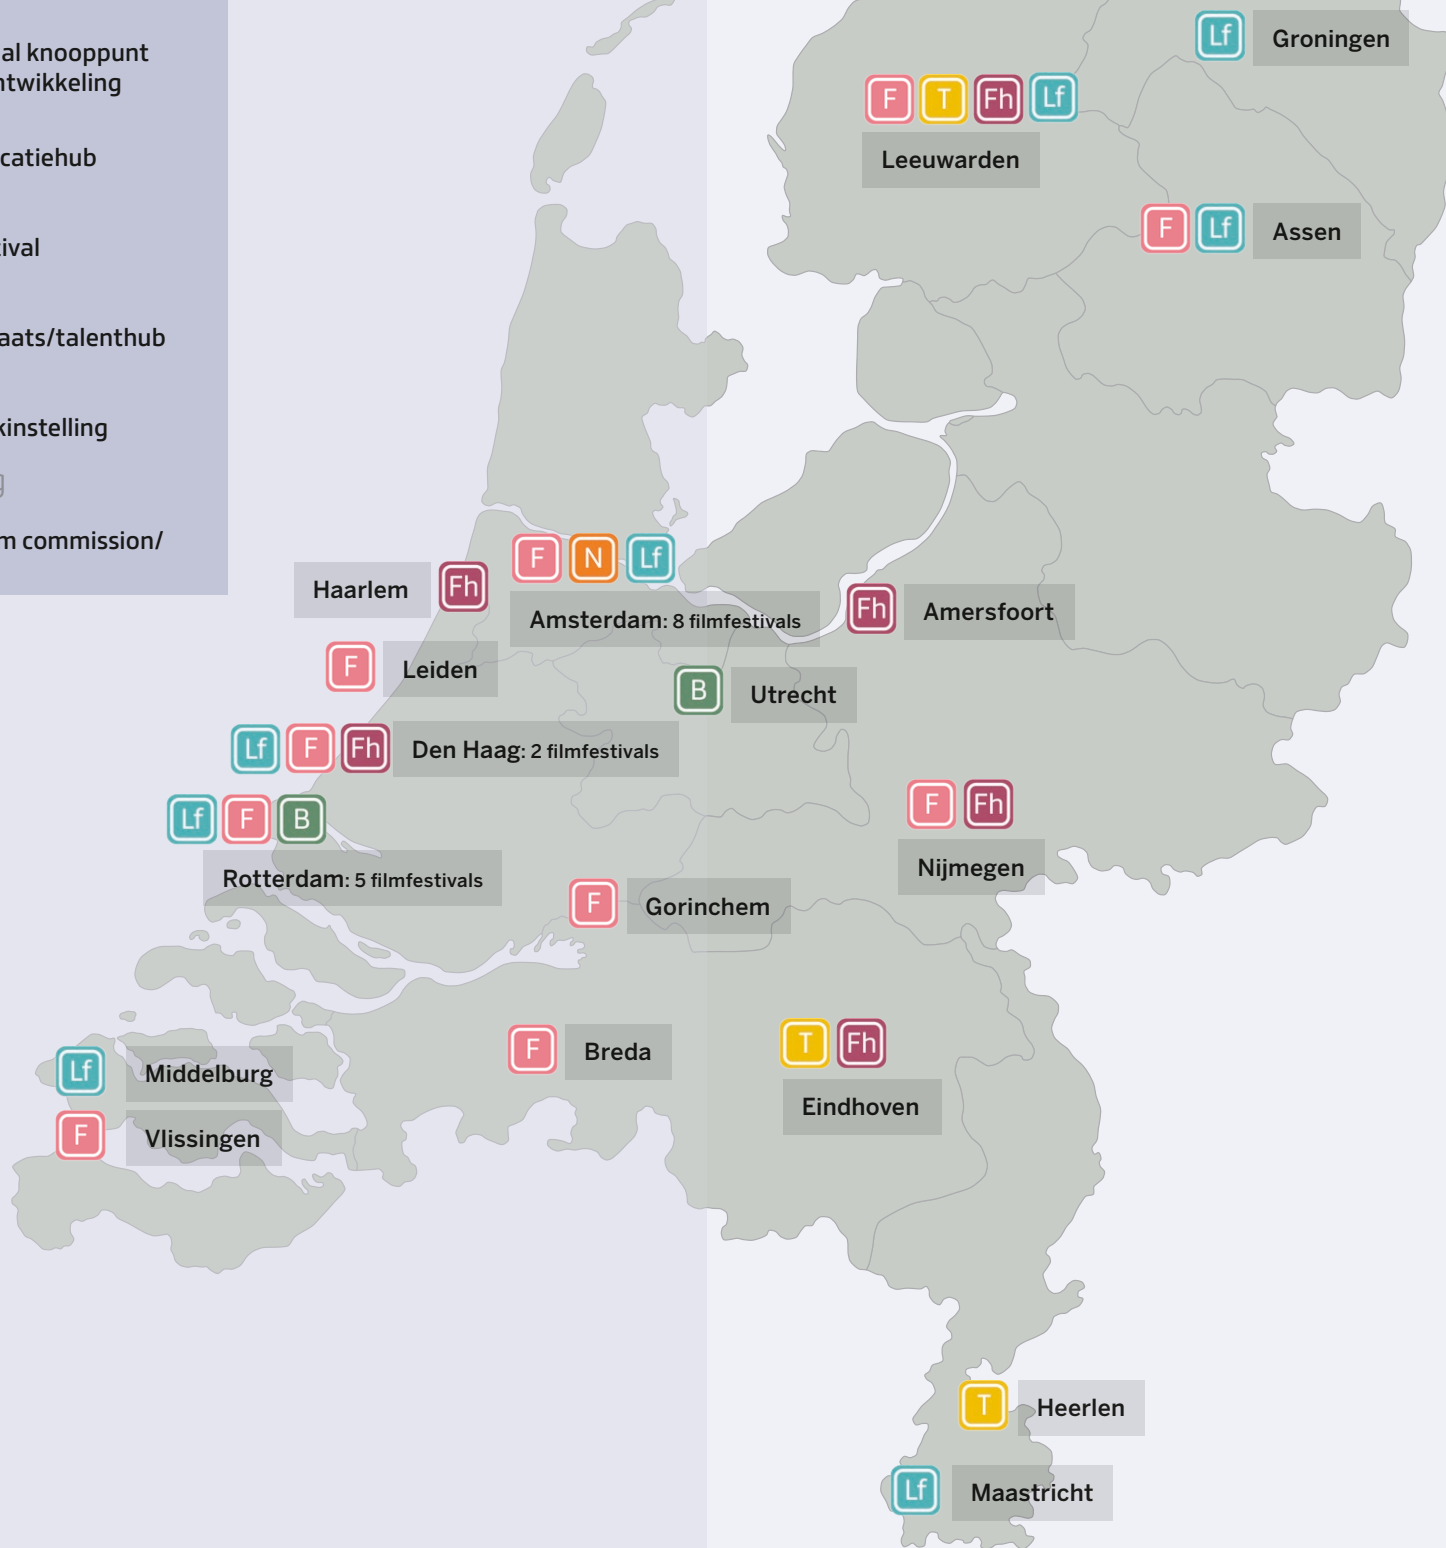 al knooppunt
ntwikkeling
catiehub
tival
aats/talenthub
kinstelling
g
m commission/
Lf Groningen
F T Fh Lf
Leeuwarden
F Lf Assen
F N Lf
Haarlem Fh
Amsterdam: 8 filmfestivals
Fh Amersfoort
F Leiden
B Utrecht
Lf F Fh Den Haag: 2 filmfestivals
Lf F B
Rotterdam: 5 filmfestivals
F Fh
Nijmegen
F Gorinchem
F Breda
T Fh
Eindhoven
Lf Middelburg
F Vlissingen
T Heerlen
Lf Maastricht